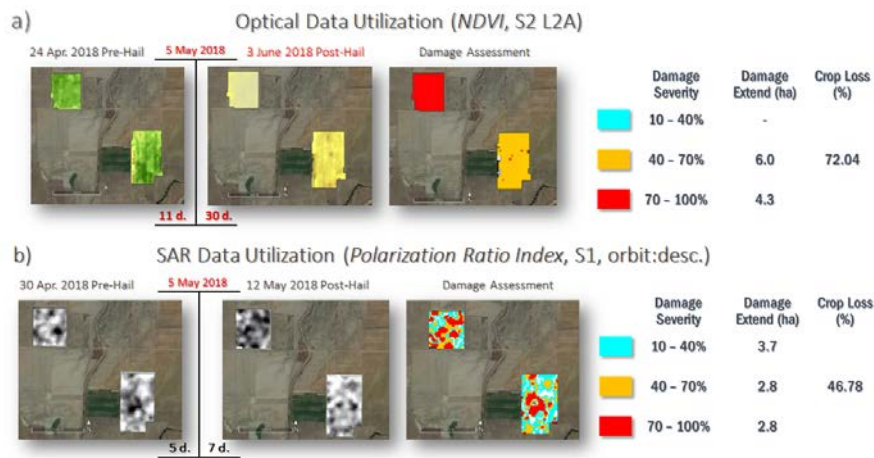 a) Optical Data Utilization (NDVI, S2 L2A)
24 Apr. 2018 Pre-Hail 5 May 2018 3 June 2018 Post-Hail Damage Assessment
11 d. 30 d.
Damage Severity Damage Extend (ha) Crop Loss (%)
10 – 40% -
40 – 70% 6.0 72.04
70 – 100% 4.3
b) SAR Data Utilization (Polarization Ratio Index, S1, orbit:desc.)
30 Apr. 2018 Pre-Hail 5 May 2018 12 May 2018 Post-Hail Damage Assessment
5 d. 7 d.
Damage Severity Damage Extend (ha) Crop Loss (%)
10 – 40% 3.7
40 – 70% 2.8 46.78
70 – 100% 2.8